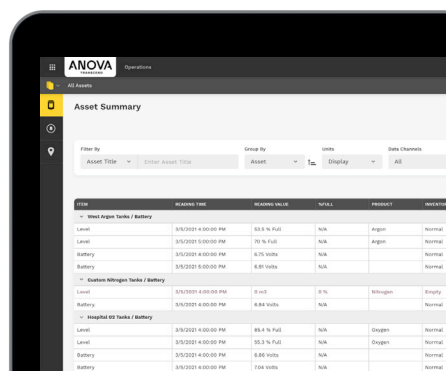 ANOVA Operations
TRANSCEND
All Assets
Asset Summary
Filter By Group By Units Data Channels
Asset Title Enter Asset Title Asset Display All
ITEM READING TIME READING VALUE %FULL PRODUCT INVENTOR
West Argon Tanks / Battery
Level 3/5/2021 4:00:00 PM 53.5 % Full N/A Argon Normal
Level 3/5/2021 5:00:00 PM 70 % Full N/A Argon Normal
Battery 3/5/2021 4:00:00 PM 6.75 Volts N/A Normal
Battery 3/5/2021 5:00:00 PM 6.91 Volts N/A Normal
Custom Nitrogen Tanks / Battery
Level 3/5/2021 4:00:00 PM 0 m3 0 % Nitrogen Empty
Battery 3/5/2021 4:00:00 PM 6.94 Volts N/A Normal
Hospital O2 Tanks / Battery
Level 3/5/2021 4:00:00 PM 86.4 % Full N/A Oxygen Normal
Level 3/5/2021 4:00:00 PM 55.3 % Full N/A Oxygen Normal
Battery 3/5/2021 4:00:00 PM 6.86 Volts N/A Normal
Battery 3/5/2021 4:00:00 PM 7.04 Volts N/A Normal